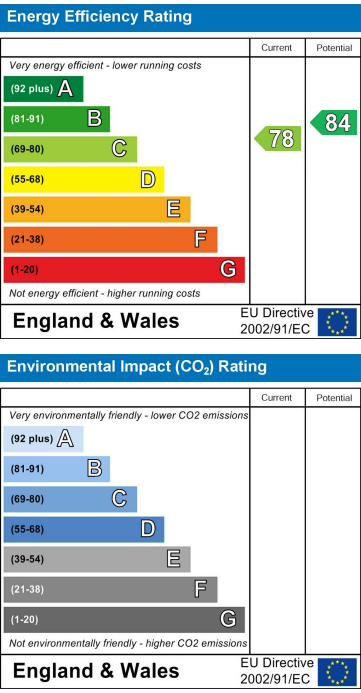 Energy Efficiency Rating
Current Potential
Very energy efficient - lower running costs
(92 plus) A
(81-91) B
(69-80) C
(55-68) D
(39-54) E
(21-38) F
(1-20) G
78
84
Not energy efficient - higher running costs
England & Wales
EU Directive
2002/91/EC
Environmental Impact (CO2) Rating
Current Potential
Very environmentally friendly - lower CO2 emissions
(92 plus) A
(81-91) B
(69-80) C
(55-68) D
(39-54) E
(21-38) F
(1-20) G
Not environmentally friendly - higher CO2 emissions
England & Wales
EU Directive
2002/91/EC